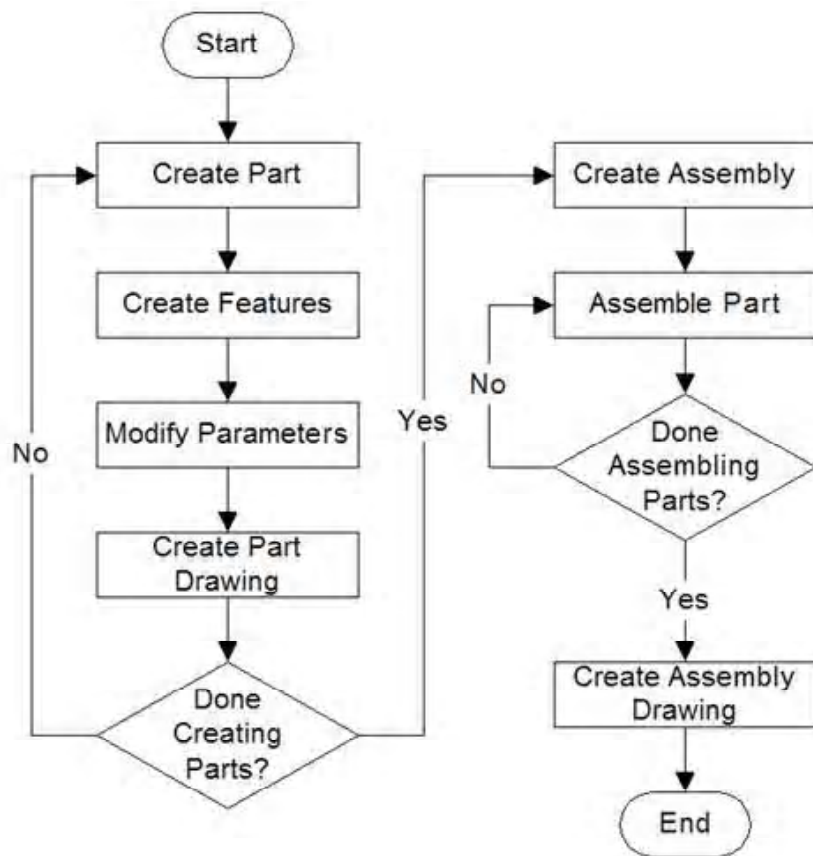 Start
Create Part
Create Features
Modify Parameters
Create Part
Drawing
Done
Creating
Parts?
No
Yes
Create Assembly
Assemble Part
No
Done
Assembling
Parts?
Yes
Create Assembly
Drawing
End